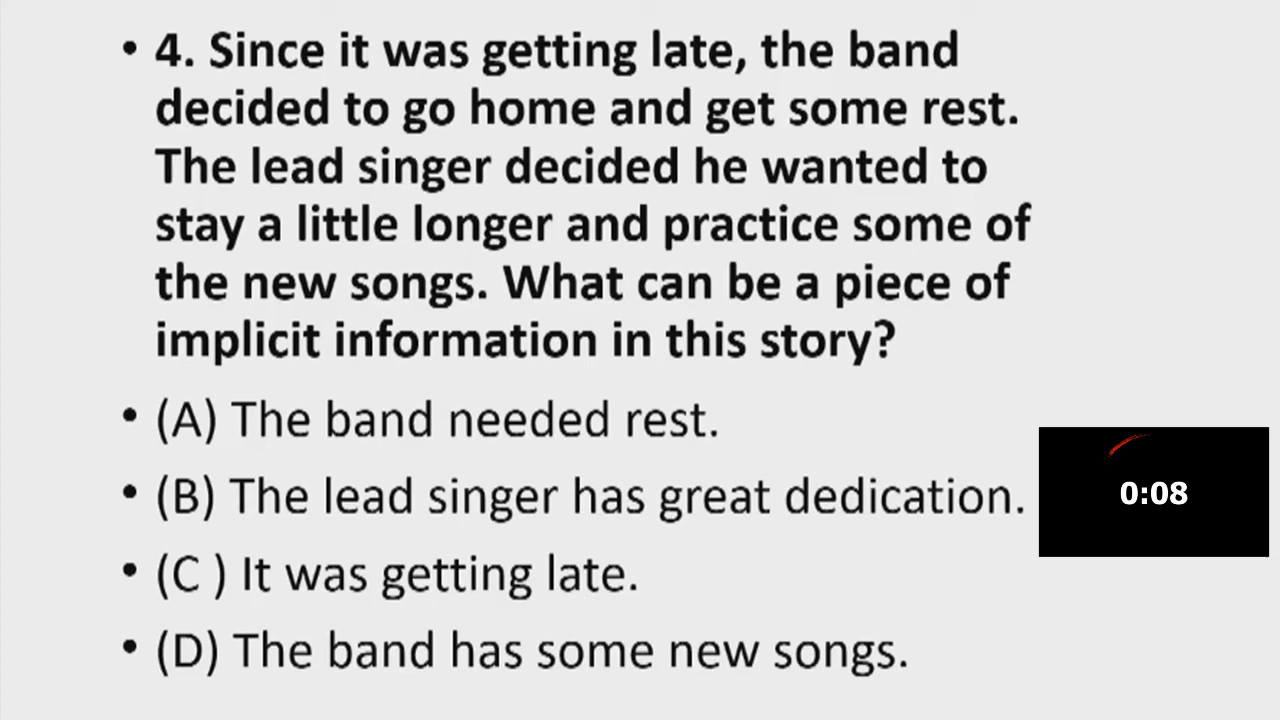 • 4. Since it was getting late, the band
decided to go home and get some rest.
The lead singer decided he wanted to
stay a little longer and practice some of
the new songs. What can be a piece of
implicit information in this story?
• (A) The band needed rest.
• (B) The lead singer has great dedication.
• (C ) It was getting late.
• (D) The band has some new songs.
0:08